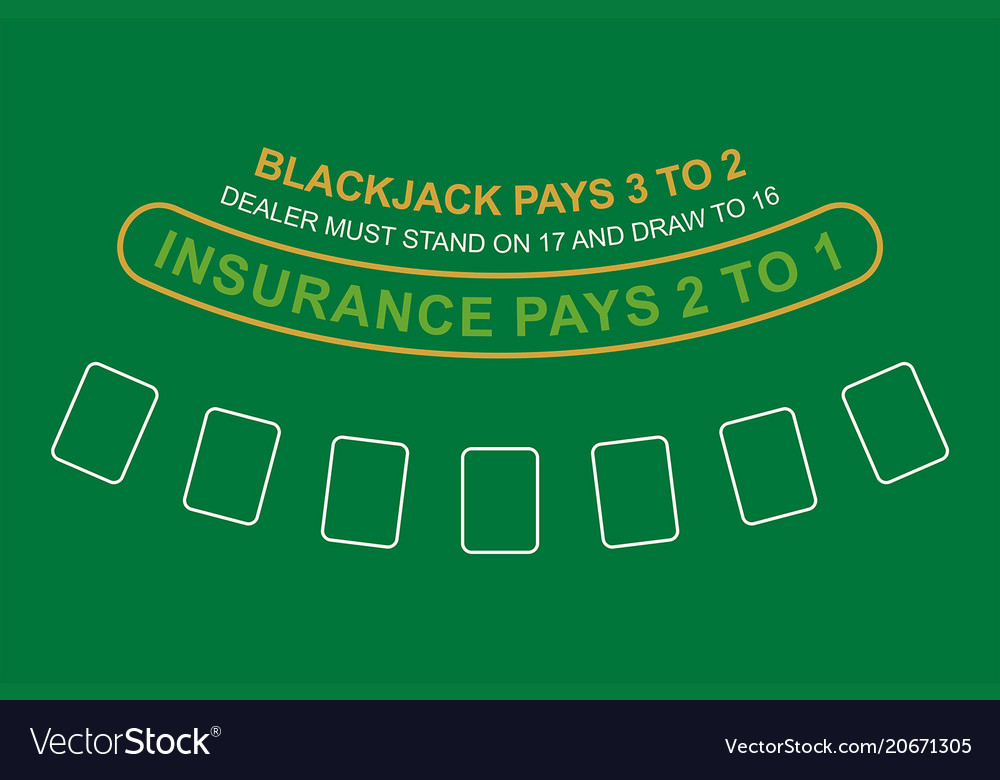 BLACKJACK PAYS 3 TO 2
DEALER MUST STAND ON 17 AND DRAW TO 16
INSURANCE PAYS 2 TO 1
VectorStock®
VectorStock.com/20671305